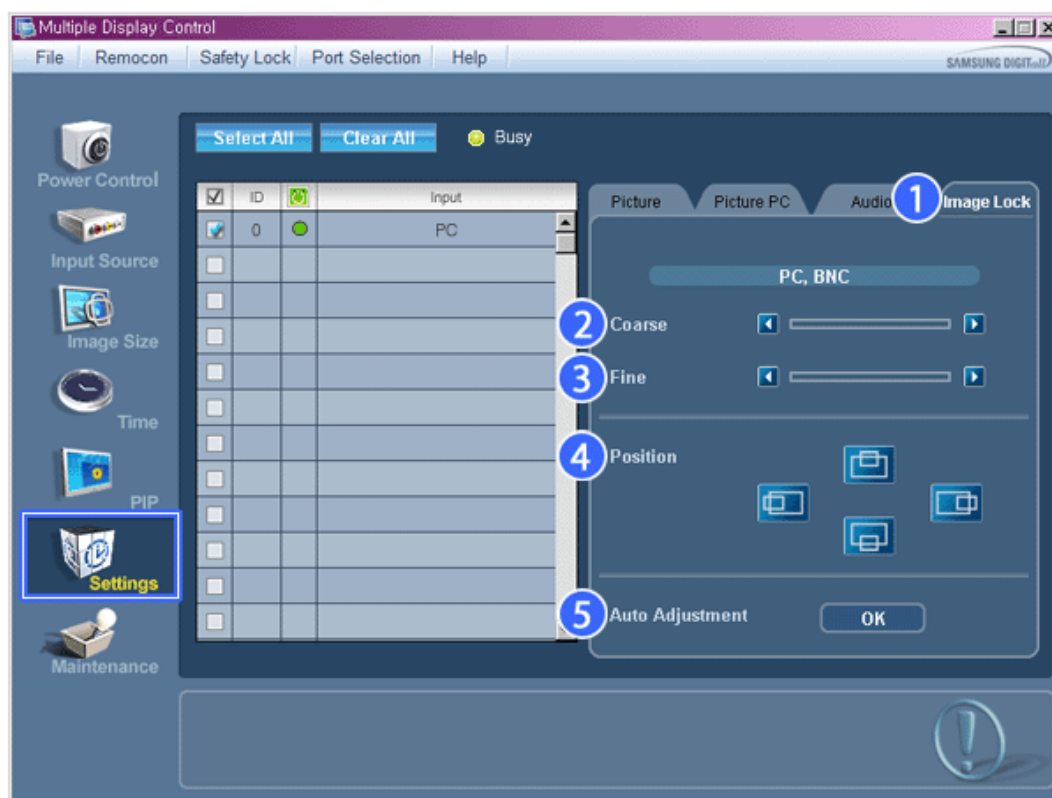 Multiple Display Control
File Remocon Safety Lock Port Selection Help
SAMSUNG DIGITall
Select All Clear All Busy
Power Control
Input Source
Image Size
Time
PIP
Settings
Maintenance
ID Input
0 PC
Picture Picture PC Audio 1 Image Lock
PC, BNC
2 Coarse
3 Fine
4 Position
5 Auto Adjustment OK